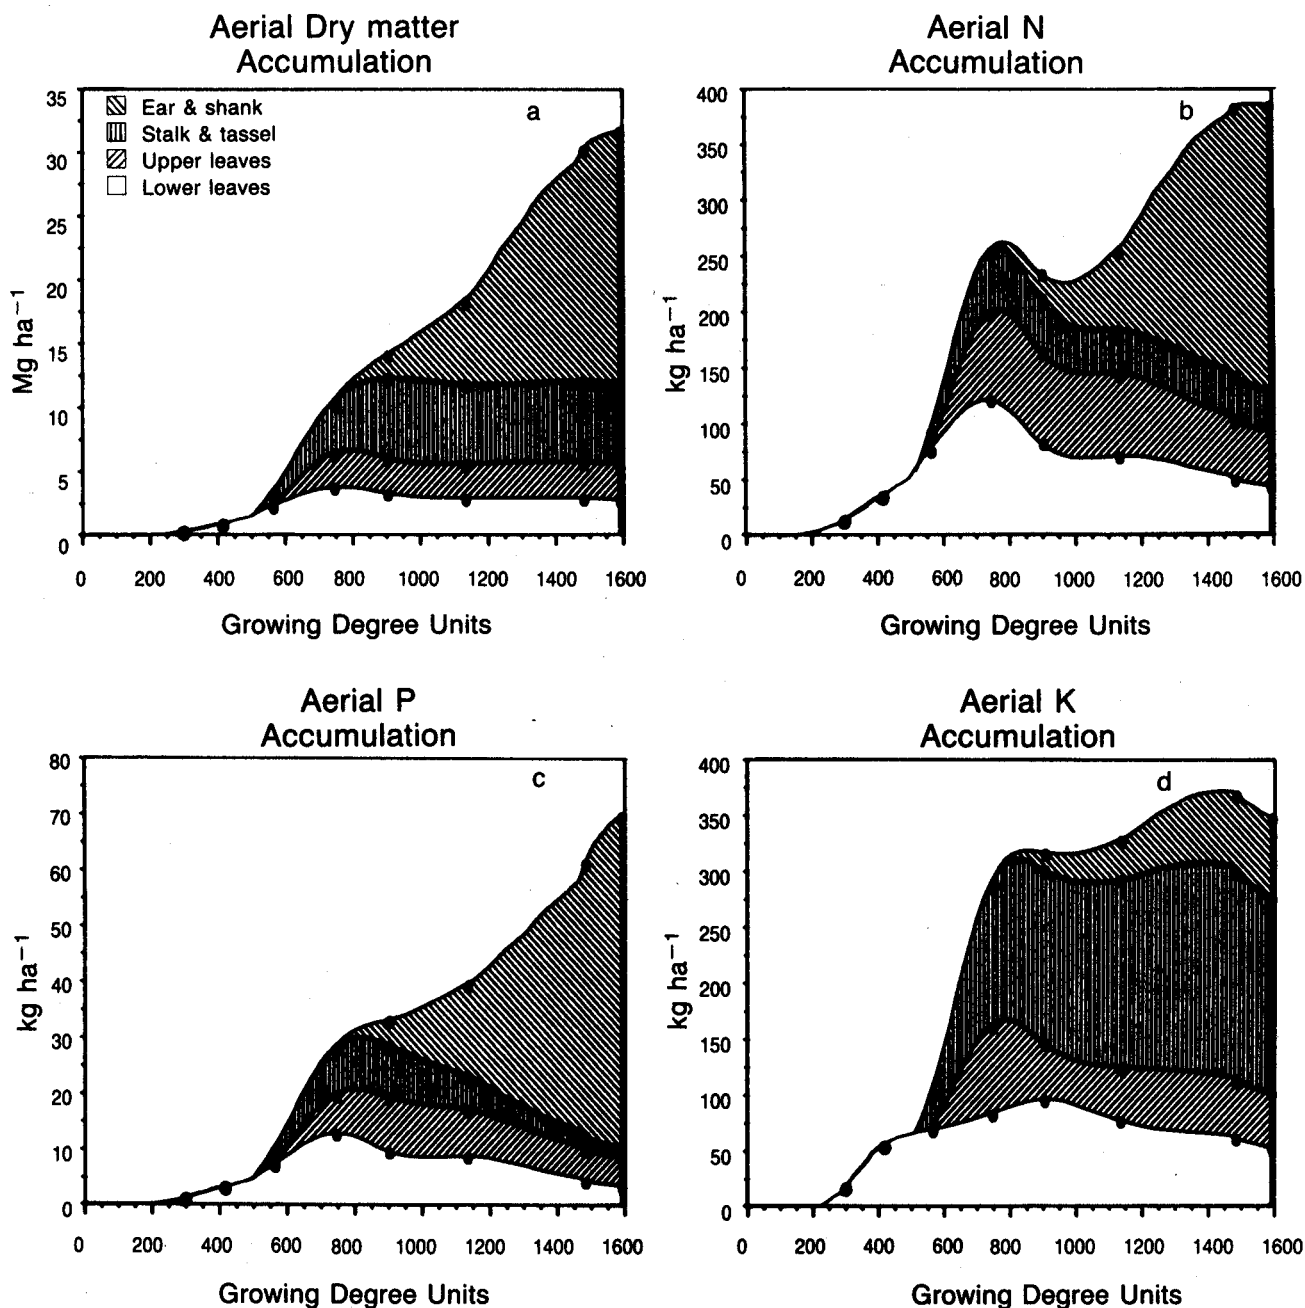 Aerial Dry matter
Accumulation
a
Ear & shank
Stalk & tassel
Upper leaves
Lower leaves
Mg ha−1
35
30
25
20
15
10
5
0
0 200 400 600 800 1000 1200 1400 1600
Growing Degree Units
Aerial N
Accumulation
b
kg ha−1
400
350
300
250
200
150
100
50
0
0 200 400 600 800 1000 1200 1400 1600
Growing Degree Units
Aerial P
Accumulation
c
kg ha−1
80
70
60
50
40
30
20
10
0
0 200 400 600 800 1000 1200 1400 1600
Growing Degree Units
Aerial K
Accumulation
d
kg ha−1
400
350
300
250
200
150
100
50
0
0 200 400 600 800 1000 1200 1400 1600
Growing Degree Units